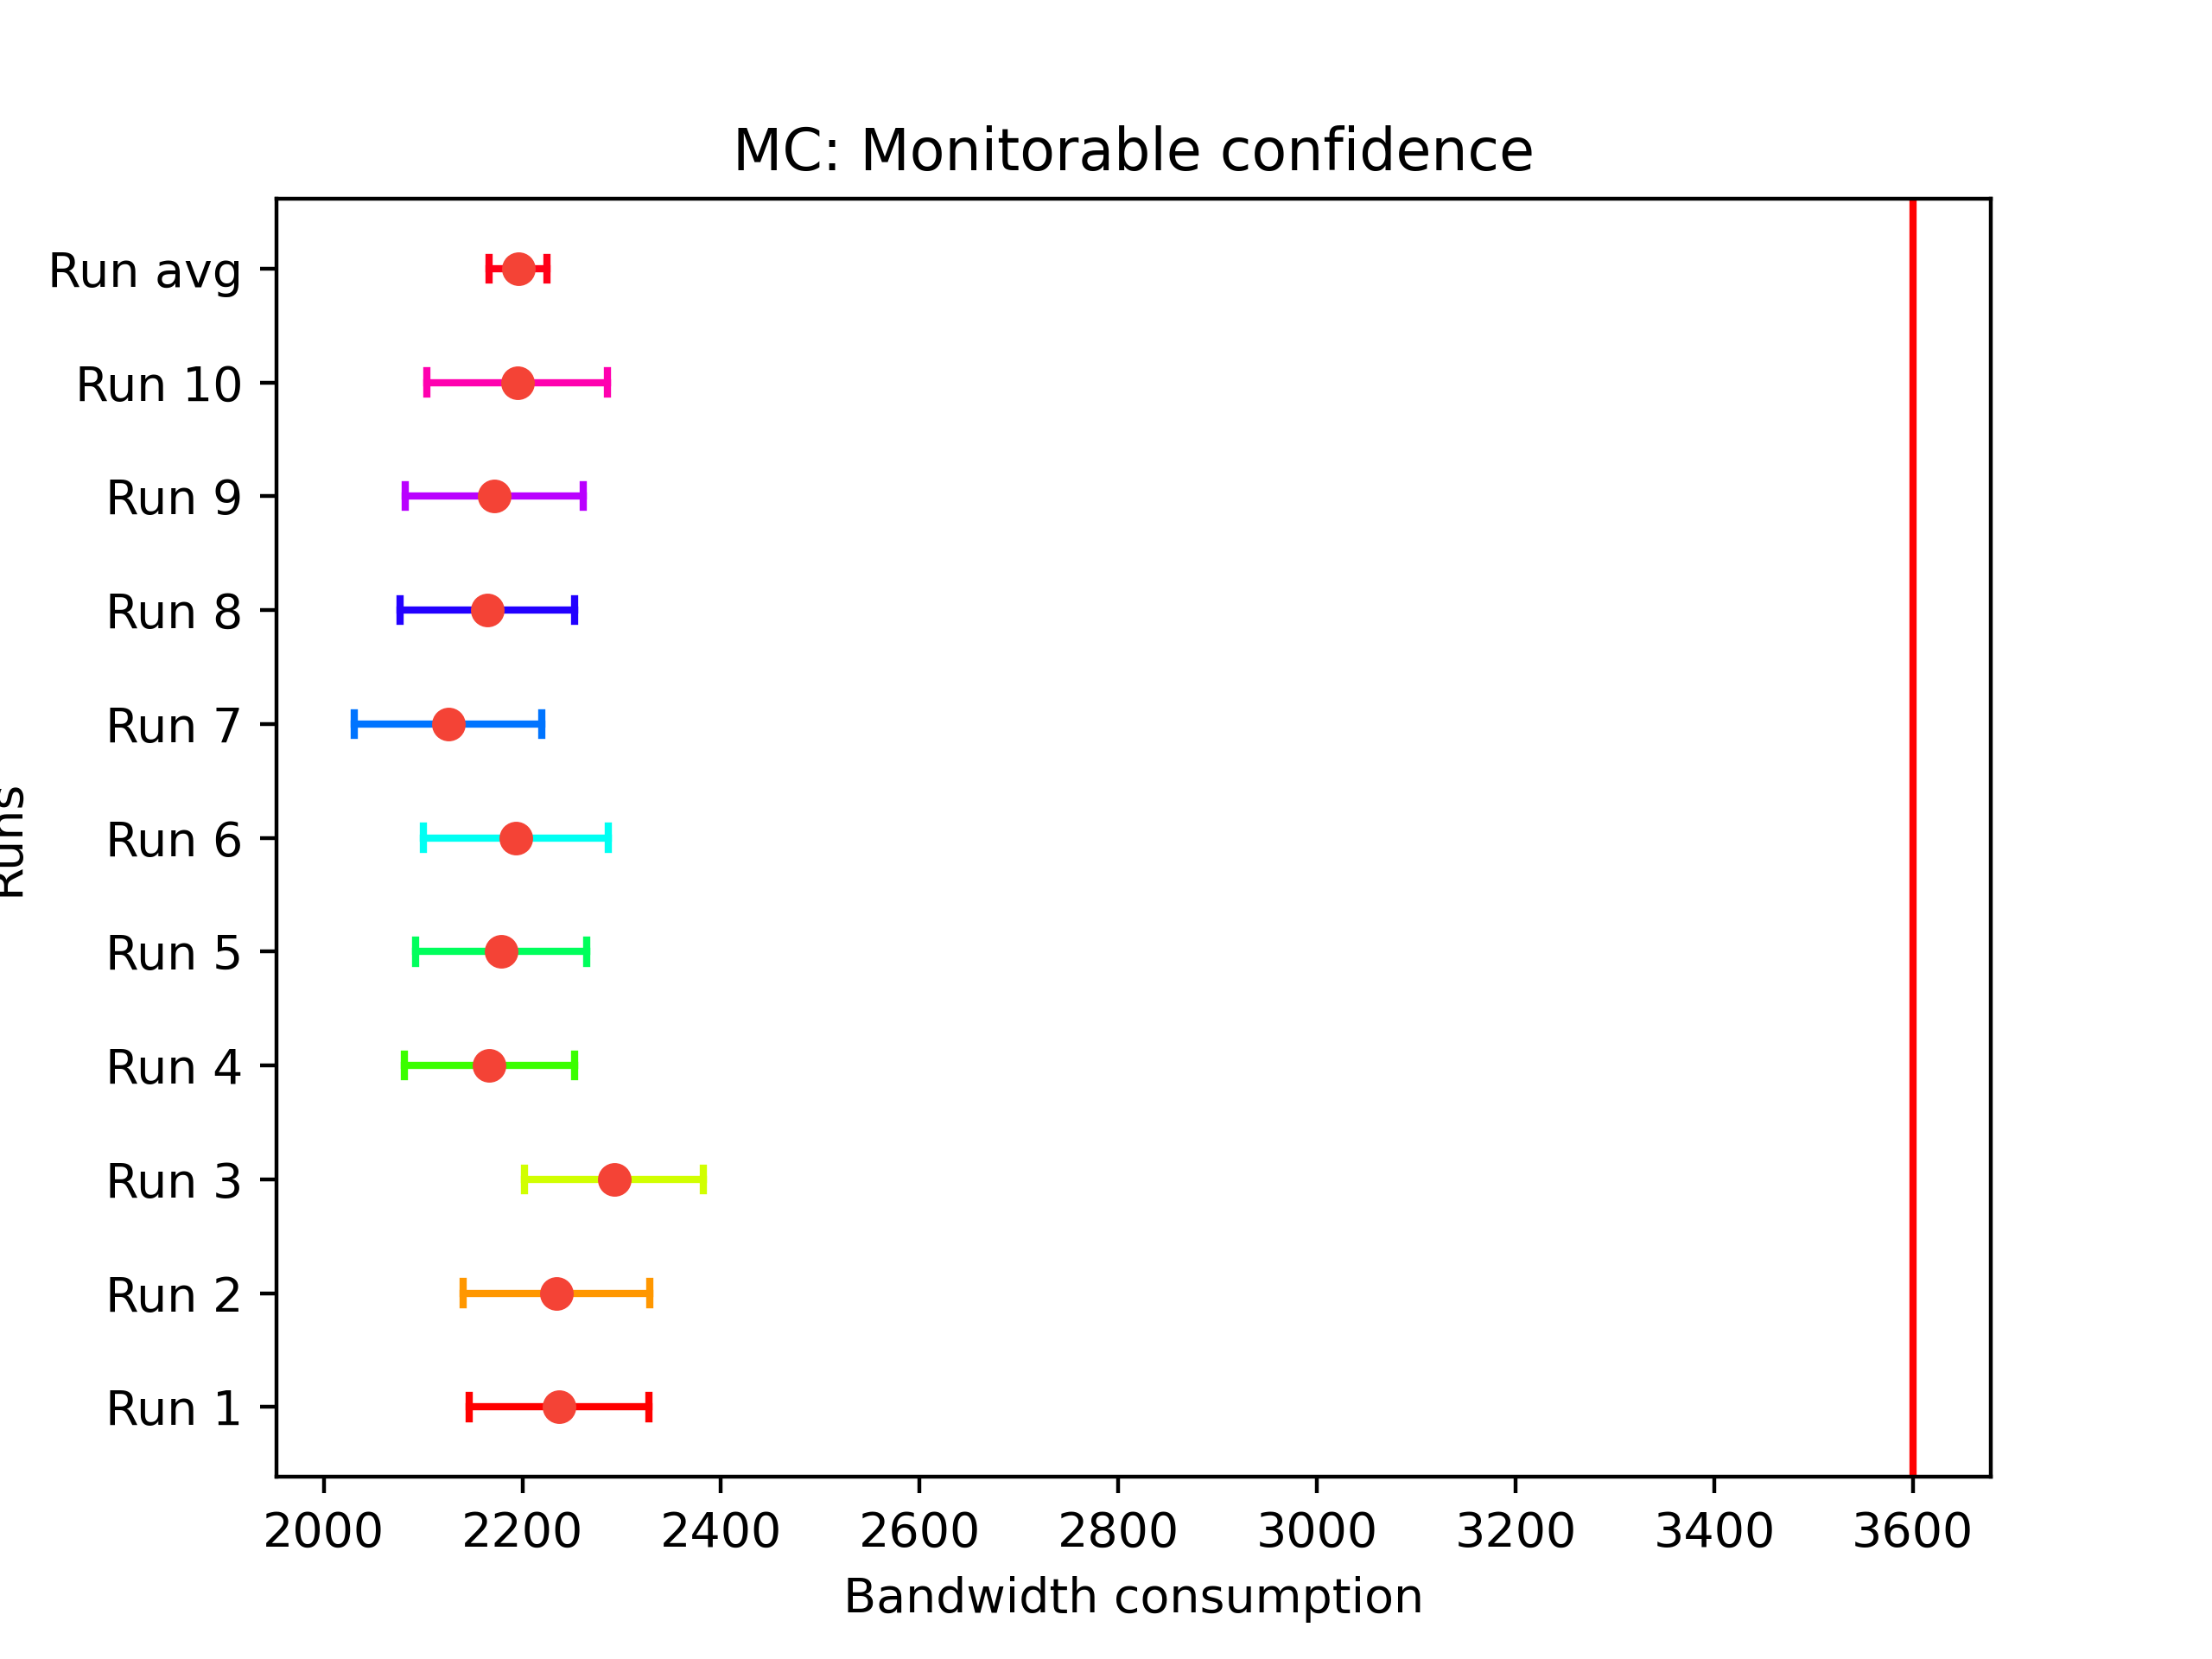 MC: Monitorable confidence
Run avg
Run 10
Run 9
Run 8
Run 7
Run 6
Run 5
Run 4
Run 3
Run 2
Run 1
Runs
2000 2200 2400 2600 2800 3000 3200 3400 3600
Bandwidth consumption